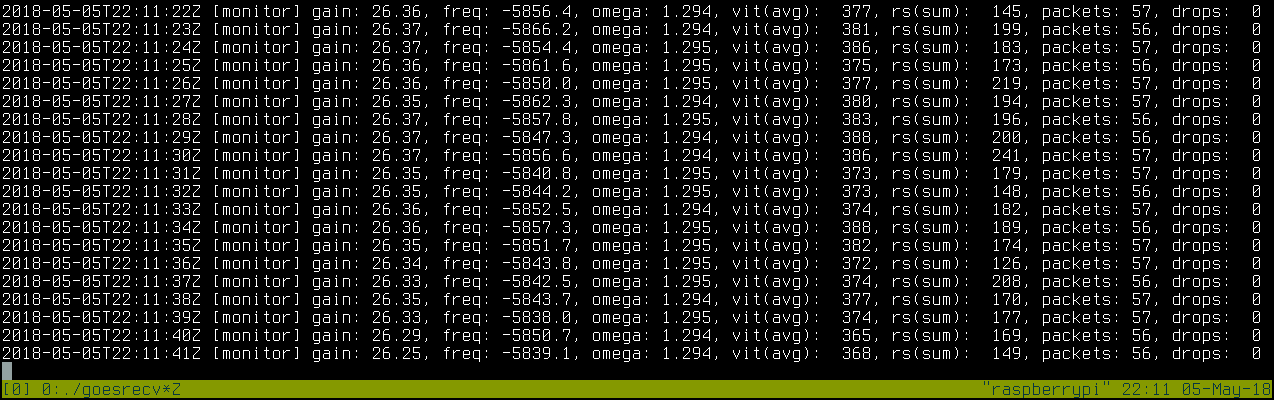 2018-05-05T22:11:22Z [monitor] gain: 26.36, freq: -5856.4, omega: 1.294, vit(avg):  377, rs(sum):  145, packets: 57, drops:  0
2018-05-05T22:11:23Z [monitor] gain: 26.37, freq: -5866.2, omega: 1.294, vit(avg):  381, rs(sum):  199, packets: 56, drops:  0
2018-05-05T22:11:24Z [monitor] gain: 26.37, freq: -5854.4, omega: 1.295, vit(avg):  386, rs(sum):  183, packets: 57, drops:  0
2018-05-05T22:11:25Z [monitor] gain: 26.36, freq: -5861.6, omega: 1.295, vit(avg):  375, rs(sum):  173, packets: 56, drops:  0
2018-05-05T22:11:26Z [monitor] gain: 26.36, freq: -5850.0, omega: 1.295, vit(avg):  377, rs(sum):  219, packets: 57, drops:  0
2018-05-05T22:11:27Z [monitor] gain: 26.35, freq: -5862.3, omega: 1.294, vit(avg):  380, rs(sum):  194, packets: 56, drops:  0
2018-05-05T22:11:28Z [monitor] gain: 26.37, freq: -5857.8, omega: 1.295, vit(avg):  383, rs(sum):  196, packets: 57, drops:  0
2018-05-05T22:11:29Z [monitor] gain: 26.37, freq: -5847.3, omega: 1.294, vit(avg):  388, rs(sum):  200, packets: 56, drops:  0
2018-05-05T22:11:30Z [monitor] gain: 26.37, freq: -5856.6, omega: 1.294, vit(avg):  386, rs(sum):  241, packets: 57, drops:  0
2018-05-05T22:11:31Z [monitor] gain: 26.35, freq: -5840.8, omega: 1.294, vit(avg):  373, rs(sum):  179, packets: 57, drops:  0
2018-05-05T22:11:32Z [monitor] gain: 26.35, freq: -5844.2, omega: 1.294, vit(avg):  373, rs(sum):  148, packets: 56, drops:  0
2018-05-05T22:11:33Z [monitor] gain: 26.36, freq: -5852.5, omega: 1.294, vit(avg):  374, rs(sum):  182, packets: 57, drops:  0
2018-05-05T22:11:34Z [monitor] gain: 26.36, freq: -5857.3, omega: 1.295, vit(avg):  388, rs(sum):  189, packets: 56, drops:  0
2018-05-05T22:11:35Z [monitor] gain: 26.35, freq: -5851.7, omega: 1.295, vit(avg):  382, rs(sum):  174, packets: 57, drops:  0
2018-05-05T22:11:36Z [monitor] gain: 26.34, freq: -5843.8, omega: 1.295, vit(avg):  372, rs(sum):  126, packets: 56, drops:  0
2018-05-05T22:11:37Z [monitor] gain: 26.33, freq: -5842.5, omega: 1.295, vit(avg):  374, rs(sum):  208, packets: 56, drops:  0
2018-05-05T22:11:38Z [monitor] gain: 26.35, freq: -5843.7, omega: 1.294, vit(avg):  377, rs(sum):  170, packets: 57, drops:  0
2018-05-05T22:11:39Z [monitor] gain: 26.33, freq: -5838.0, omega: 1.294, vit(avg):  374, rs(sum):  177, packets: 57, drops:  0
2018-05-05T22:11:40Z [monitor] gain: 26.29, freq: -5850.7, omega: 1.294, vit(avg):  365, rs(sum):  169, packets: 56, drops:  0
2018-05-05T22:11:41Z [monitor] gain: 26.25, freq: -5839.1, omega: 1.294, vit(avg):  368, rs(sum):  149, packets: 56, drops:  0
[0] 0:./goesrecv*Z "raspberrypi" 22:11 05-May-18